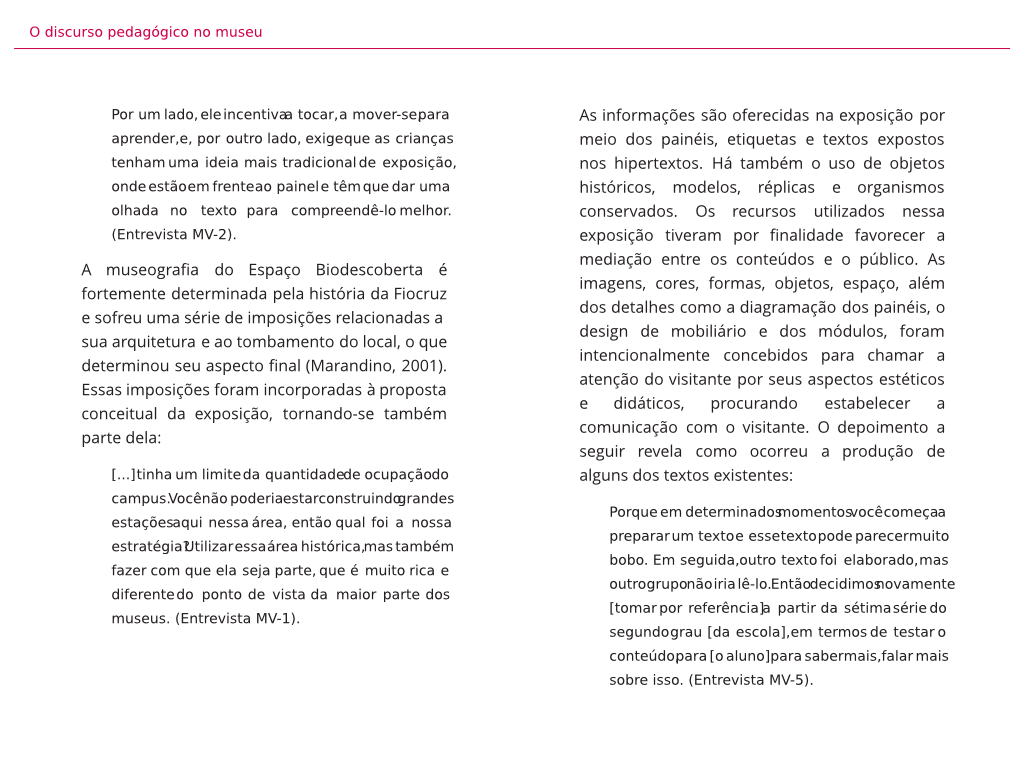 O discurso pedagógico no museu
Por um lado, ele incentiva a tocar, a mover-se para
aprender, e, por outro lado, exige que as crianças
tenham uma ideia mais tradicional de exposição,
onde estão em frente ao painel e têm que dar uma
olhada no texto para compreendê-lo melhor.
(Entrevista MV-2).
A museografia do Espaço Biodescoberta é
fortemente determinada pela história da Fiocruz
e sofreu uma série de imposições relacionadas a
sua arquitetura e ao tombamento do local, o que
determinou seu aspecto final (Marandino, 2001).
Essas imposições foram incorporadas à proposta
conceitual da exposição, tornando-se também
parte dela:
[...] tinha um limite da quantidade de ocupação do
campus. Você não poderia estar construindo grandes
estações aqui nessa área, então qual foi a nossa
estratégia? Utilizar essa área histórica, mas também
fazer com que ela seja parte, que é muito rica e
diferente do ponto de vista da maior parte dos
museus. (Entrevista MV-1).
As informações são oferecidas na exposição por
meio dos painéis, etiquetas e textos expostos
nos hipertextos. Há também o uso de objetos
históricos, modelos, réplicas e organismos
conservados. Os recursos utilizados nessa
exposição tiveram por finalidade favorecer a
mediação entre os conteúdos e o público. As
imagens, cores, formas, objetos, espaço, além
dos detalhes como a diagramação dos painéis, o
design de mobiliário e dos módulos, foram
intencionalmente concebidos para chamar a
atenção do visitante por seus aspectos estéticos
e didáticos, procurando estabelecer a
comunicação com o visitante. O depoimento a
seguir revela como ocorreu a produção de
alguns dos textos existentes:
Porque em determinados momentos você começa a
preparar um texto e esse texto pode parecer muito
bobo. Em seguida, outro texto foi elaborado, mas
outro grupo não iria lê-lo. Então decidimos novamente
[tomar por referência] a partir da sétima série do
segundo grau [da escola], em termos de testar o
conteúdo para [o aluno] para saber mais, falar mais
sobre isso. (Entrevista MV-5).